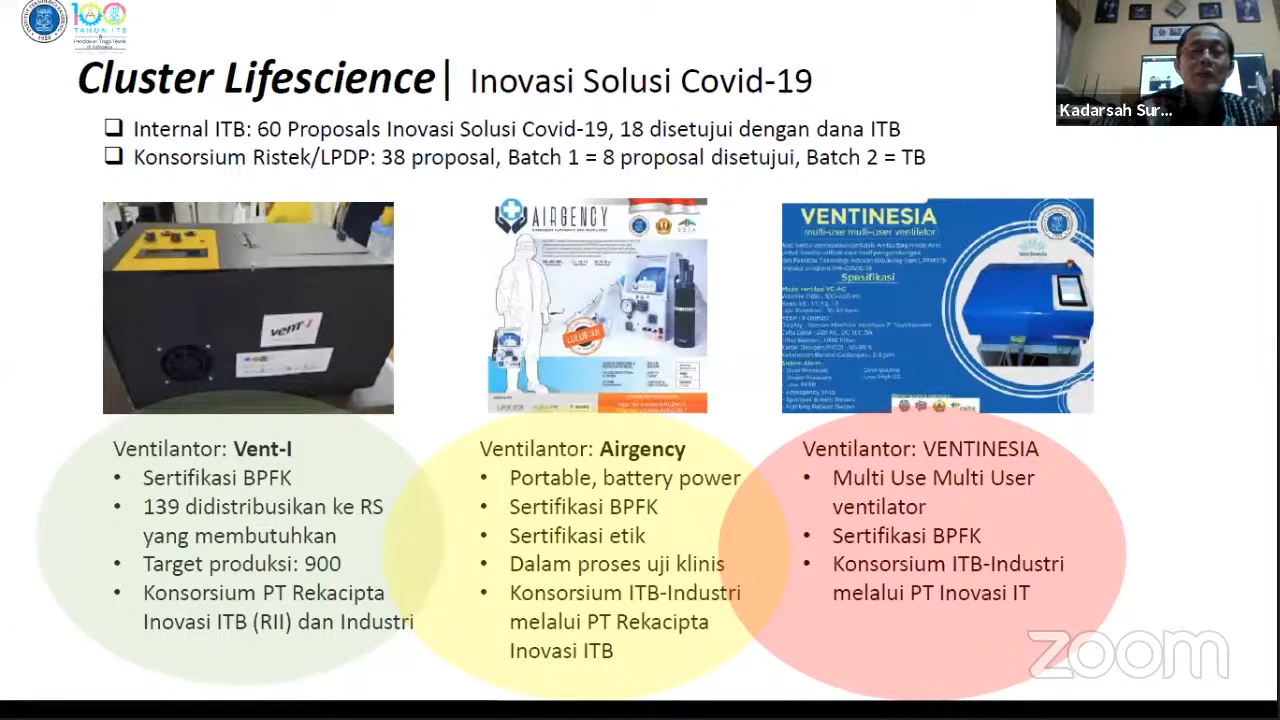 100
TAHUN ITB
Kadarsah Sur...
Cluster Lifescience| Inovasi Solusi Covid-19
❑ Internal ITB: 60 Proposals Inovasi Solusi Covid-19, 18 disetujui dengan dana ITB
❑ Konsorsium Ristek/LPDP: 38 proposal, Batch 1 = 8 proposal disetujui, Batch 2 = TB
vent-I
AIRGENCY
LULUS UJI
VENTINESIA
multi-use multi-user ventilator
Spesifikasi
Ventilantor: Vent-I
• Sertifikasi BPFK
• 139 didistribusikan ke RS
yang membutuhkan
• Target produksi: 900
• Konsorsium PT Rekacipta
Inovasi ITB (RII) dan Industri
Ventilantor: Airgency
• Portable, battery power
• Sertifikasi BPFK
• Sertifikasi etik
• Dalam proses uji klinis
• Konsorsium ITB-Industri
melalui PT Rekacipta
Inovasi ITB
Ventilantor: VENTINESIA
• Multi Use Multi User
ventilator
• Sertifikasi BPFK
• Konsorsium ITB-Industri
melalui PT Inovasi IT
zoom